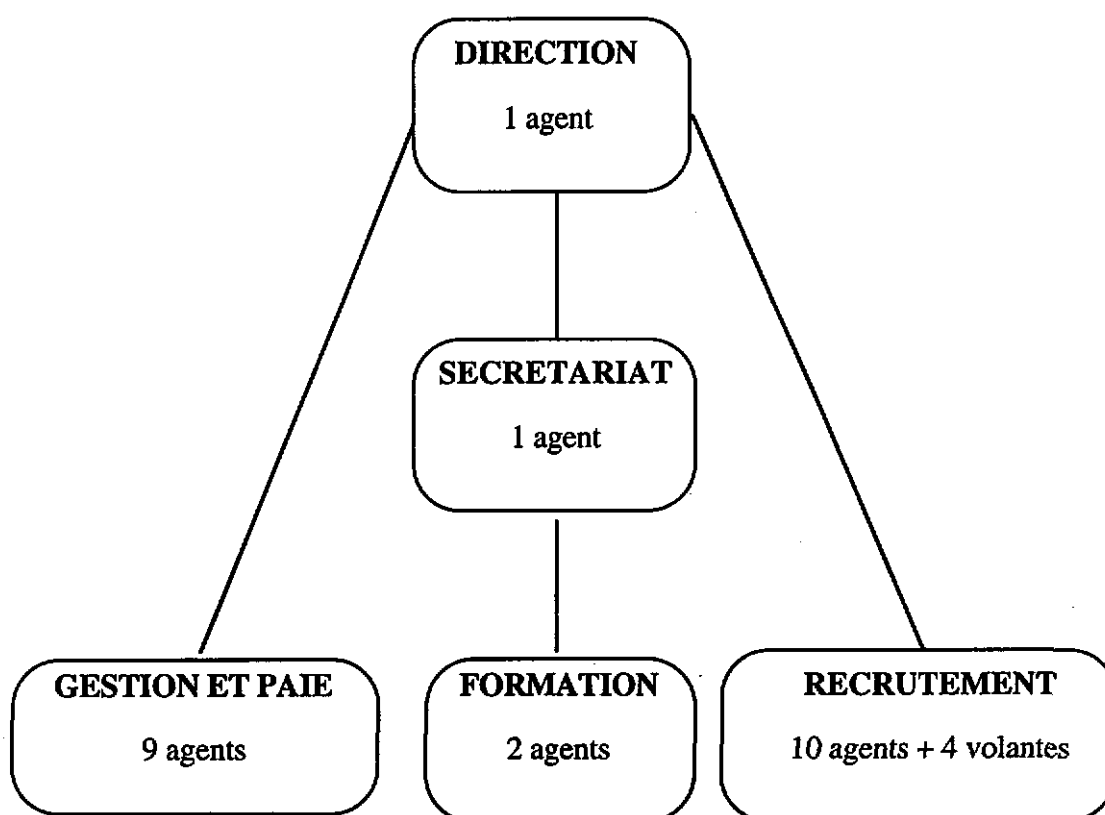 DIRECTION
1 agent
SECRETARIAT
1 agent
GESTION ET PAIE
9 agents
FORMATION
2 agents
RECRUTEMENT
10 agents + 4 volantes